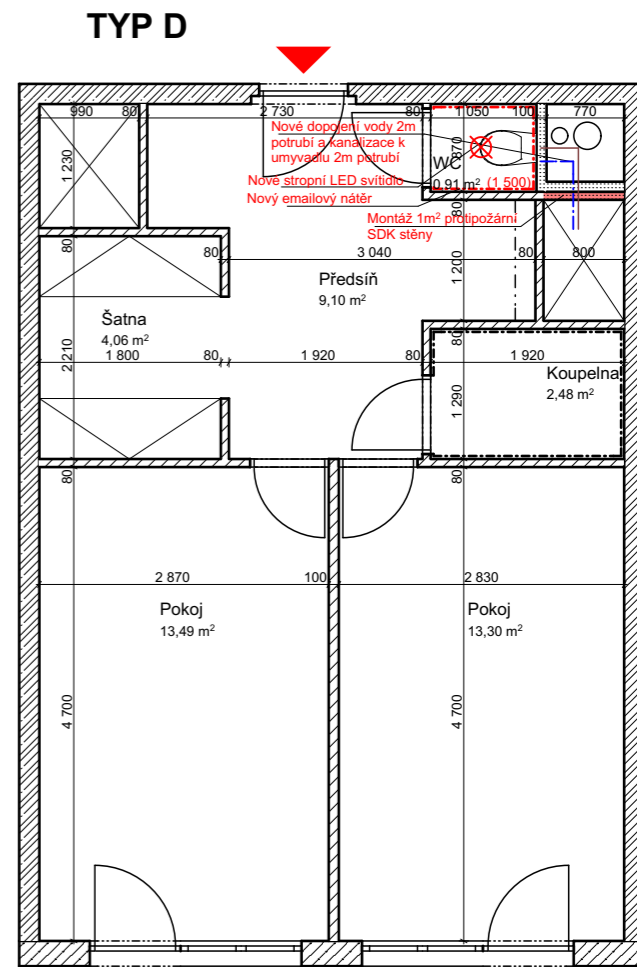 TYP D
990
80
2 730
80
1 050
100
770
Nové dopojení vody 2m
potrubí a kanalizace k
umyvadlu 2m potrubí
870
WC
0,91 m² (1 500)
Nové stropní LED svítidlo
Nový emailový nátěr
Montáž 1m² protipožární
SDK stěny
1 230
80
80
80
3 040
80
800
Předsíň
9,10 m²
1 200
Šatna
4,06 m²
2 210
1 800
80
1 920
80
80
1 920
Koupelna
2,48 m²
1 290
80
80
2 870
100
2 830
Pokoj
13,49 m²
Pokoj
13,30 m²
4 700
4 700